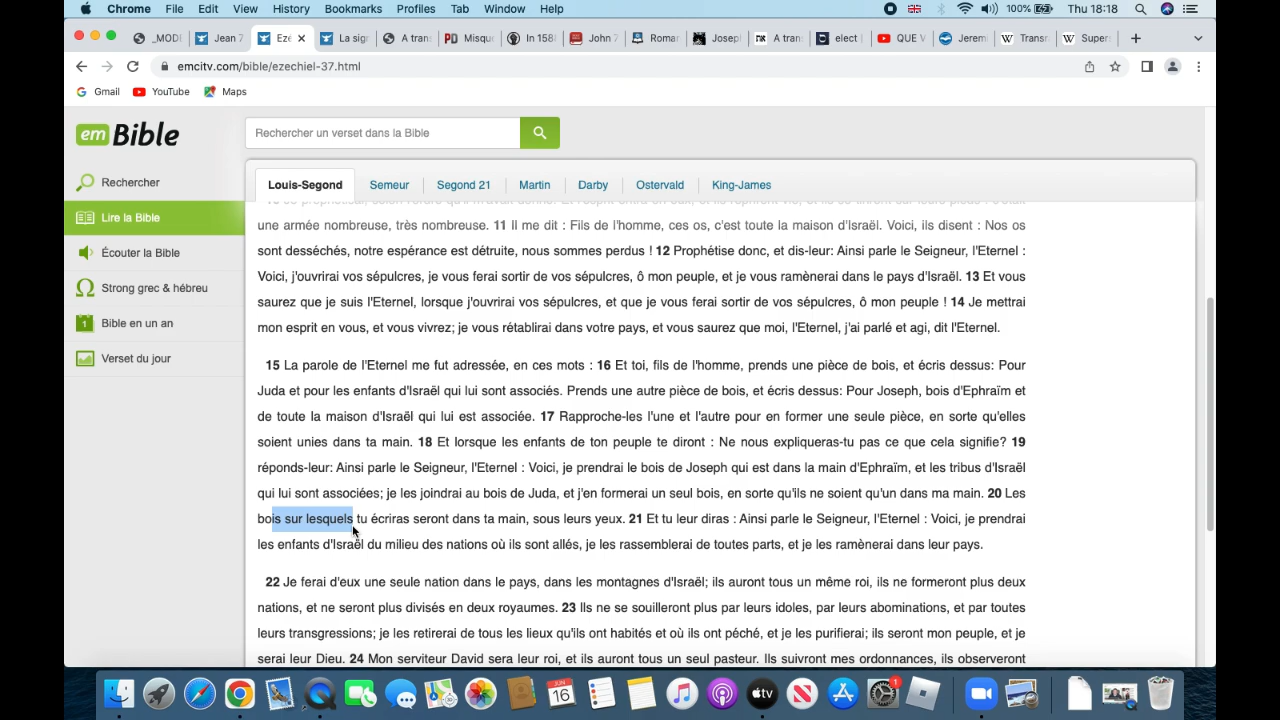 Chrome File Edit View History Bookmarks Profiles Tab Window Help 100% Thu 18:18
_MODE Jean 7 Eze La sign A tran Misqu In 158 John 7 Roman Josep A tran elect QUE V Jerem Trans Supers
emcitv.com/bible/ezechiel-37.html
Gmail YouTube Maps
em Bible
Rechercher un verset dans la Bible
Rechercher
Lire la Bible
Écouter la Bible
Strong grec & hébreu
Bible en un an
Verset du jour
Louis-Segond Semeur Segond 21 Martin Darby Ostervald King-James
une armée nombreuse, très nombreuse. 11 Il me dit : Fils de l'homme, ces os, c'est toute la maison d'Israël. Voici, ils disent : Nos os
sont desséchés, notre espérance est détruite, nous sommes perdus ! 12 Prophétise donc, et dis-leur: Ainsi parle le Seigneur, l'Eternel :
Voici, j'ouvrirai vos sépulcres, je vous ferai sortir de vos sépulcres, ô mon peuple, et je vous ramènerai dans le pays d'Israël. 13 Et vous
saurez que je suis l'Eternel, lorsque j'ouvrirai vos sépulcres, et que je vous ferai sortir de vos sépulcres, ô mon peuple ! 14 Je mettrai
mon esprit en vous, et vous vivrez; je vous rétablirai dans votre pays, et vous saurez que moi, l'Eternel, j'ai parlé et agi, dit l'Eternel.
15 La parole de l'Eternel me fut adressée, en ces mots : 16 Et toi, fils de l'homme, prends une pièce de bois, et écris dessus: Pour
Juda et pour les enfants d'Israël qui lui sont associés. Prends une autre pièce de bois, et écris dessus: Pour Joseph, bois d'Ephraïm et
de toute la maison d'Israël qui lui est associée. 17 Rapproche-les l'une et l'autre pour en former une seule pièce, en sorte qu'elles
soient unies dans ta main. 18 Et lorsque les enfants de ton peuple te diront : Ne nous expliqueras-tu pas ce que cela signifie? 19
réponds-leur: Ainsi parle le Seigneur, l'Eternel : Voici, je prendrai le bois de Joseph qui est dans la main d'Ephraïm, et les tribus d'Israël
qui lui sont associées; je les joindrai au bois de Juda, et j'en formerai un seul bois, en sorte qu'ils ne soient qu'un dans ma main. 20 Les
bois sur lesquels tu écriras seront dans ta main, sous leurs yeux. 21 Et tu leur diras : Ainsi parle le Seigneur, l'Eternel : Voici, je prendrai
les enfants d'Israël du milieu des nations où ils sont allés, je les rassemblerai de toutes parts, et je les ramènerai dans leur pays.
22 Je ferai d'eux une seule nation dans le pays, dans les montagnes d'Israël; ils auront tous un même roi, ils ne formeront plus deux
nations, et ne seront plus divisés en deux royaumes. 23 Ils ne se souilleront plus par leurs idoles, par leurs abominations, et par toutes
leurs transgressions; je les retirerai de tous les lieux qu'ils ont habités et où ils ont péché, et je les purifierai; ils seront mon peuple, et je
serai leur Dieu. 24 Mon serviteur David sera leur roi, et ils auront tous un seul pasteur. Ils suivront mes ordonnances, ils observeront
JUN 16 tv 1